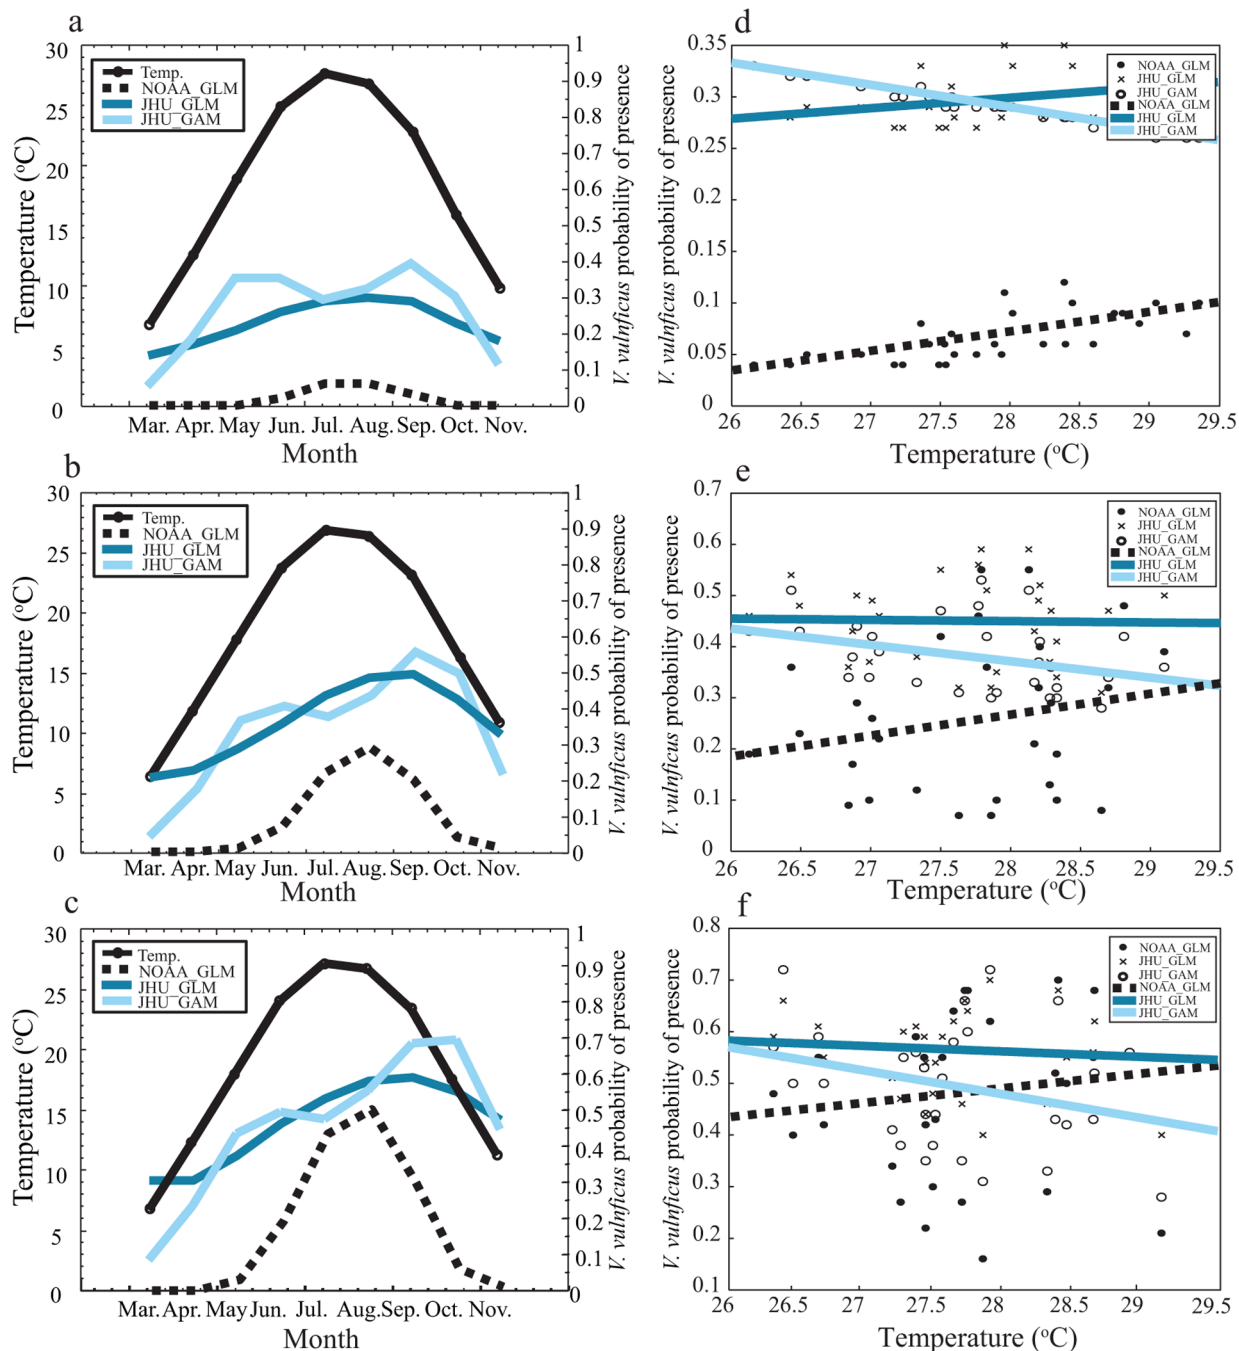 a
Temp.
NOAA_GLM
JHU_GLM
JHU_GAM
30
25
20
15
10
5
0
Temperature (°C)
1
0.9
0.8
0.7
0.6
0.5
0.4
0.3
0.2
0.1
0
V. vulnficus probability of presence
Mar. Apr. May Jun. Jul. Aug. Sep. Oct. Nov.
Month
d
NOAA_GLM
JHU_GLM
JHU_GAM
NOAA_GLM
JHU_GLM
JHU_GAM
0.35
0.3
0.25
0.2
0.15
0.1
0.05
0
V. vulnficus probability of presence
26 26.5 27 27.5 28 28.5 29 29.5
Temperature (°C)
b
Temp.
NOAA_GLM
JHU_GLM
JHU_GAM
30
25
20
15
10
5
0
Temperature (°C)
1
0.9
0.8
0.7
0.6
0.5
0.4
0.3
0.2
0.1
0
V. vulnficus probability of presence
Mar. Apr. May Jun. Jul. Aug. Sep. Oct. Nov.
Month
e
NOAA_GLM
JHU_GLM
JHU_GAM
NOAA_GLM
JHU_GLM
JHU_GAM
0.7
0.6
0.5
0.4
0.3
0.2
0.1
0
V. vulnficus probability of presence
26 26.5 27 27.5 28 28.5 29 29.5
Temperature (°C)
c
Temp.
NOAA_GLM
JHU_GLM
JHU_GAM
30
25
20
15
10
5
0
Temperature (°C)
1
0.9
0.8
0.7
0.6
0.5
0.4
0.3
0.2
0.1
0
V. vulnficus probability of presence
Mar. Apr. May Jun. Jul. Aug. Sep. Oct. Nov.
Month
f
NOAA_GLM
JHU_GLM
JHU_GAM
NOAA_GLM
JHU_GLM
JHU_GAM
0.8
0.7
0.6
0.5
0.4
0.3
0.2
0.1
V. vulnficus probability of presence
26 26.5 27 27.5 28 28.5 29 29.5
Temperature (°C)